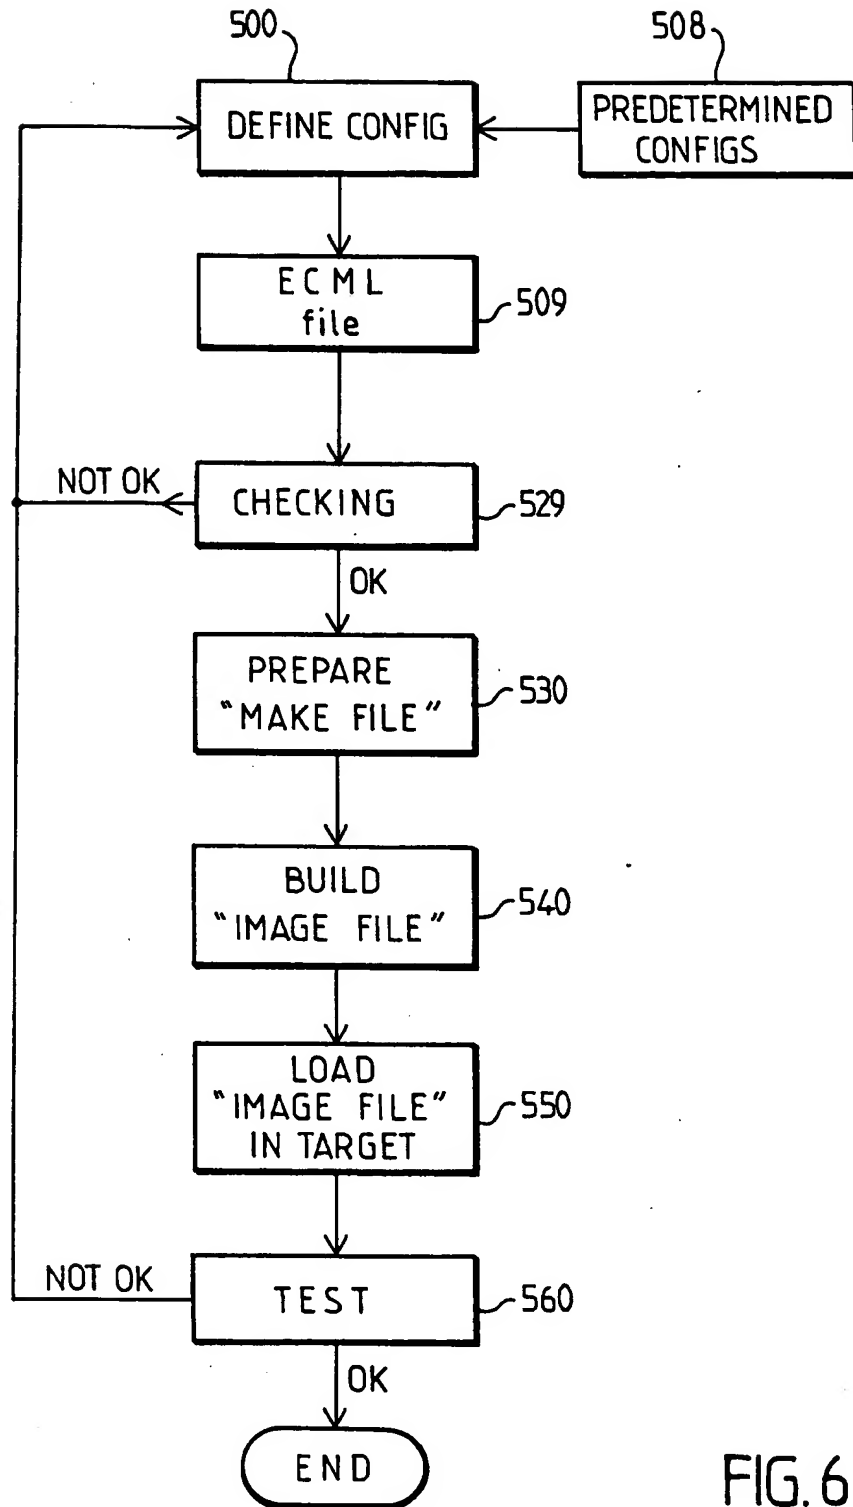 500
508
DEFINE CONFIG
PREDETERMINED
CONFIGS
ECML
file
509
NOT OK
CHECKING
529
OK
PREPARE
"MAKE FILE"
530
BUILD
"IMAGE FILE"
540
LOAD
"IMAGE FILE"
IN TARGET
550
NOT OK
TEST
560
OK
END
FIG. 6